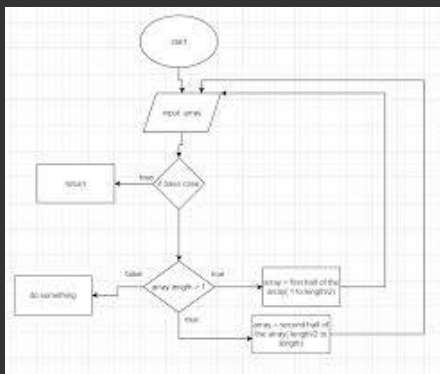 start
input array
true
if base case
return
false
array length > 1
true
do something
array = first half of the
array( 1 to length/2)
true
array = second half of
the array( length/2 to
length)